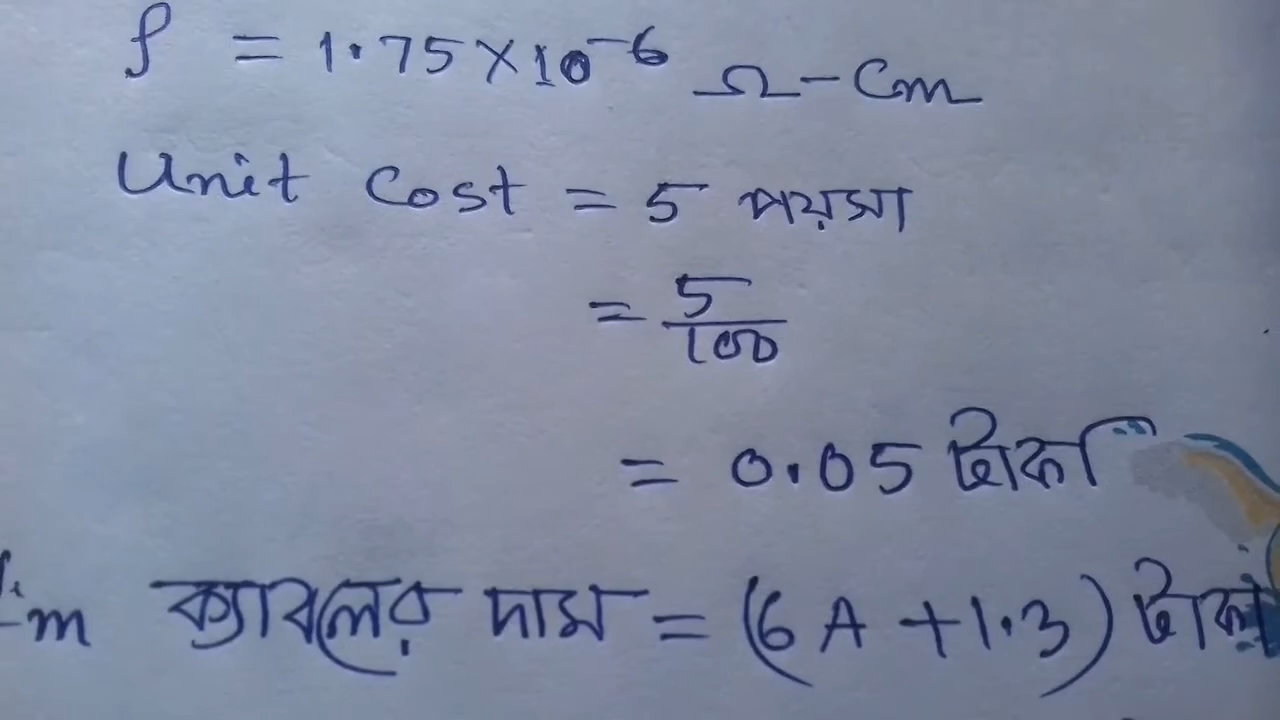 ρ = 1.75×10⁻⁶ Ω-cm
Unit Cost = 5 পয়সা
= 5/100
= 0.05 টাকা
m ক্যাবলের দাম = (6A+1.3) টাকা